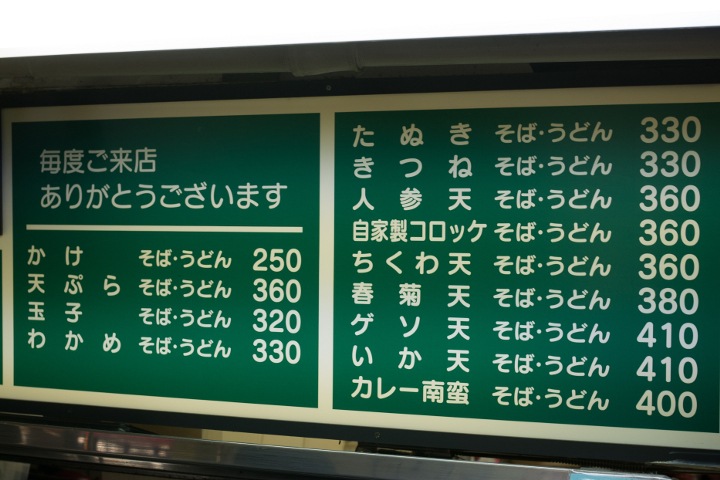 毎度ご来店
ありがとうございます
かけ そば・うどん 250
天ぷら そば・うどん 360
玉子 そば・うどん 320
わかめ そば・うどん 330
たぬき そば・うどん 330
きつね そば・うどん 330
人参天 そば・うどん 360
自家製コロッケ そば・うどん 360
ちくわ天 そば・うどん 360
春菊天 そば・うどん 380
ゲソ天 そば・うどん 410
いか天 そば・うどん 410
カレー南蛮 そば・うどん 400